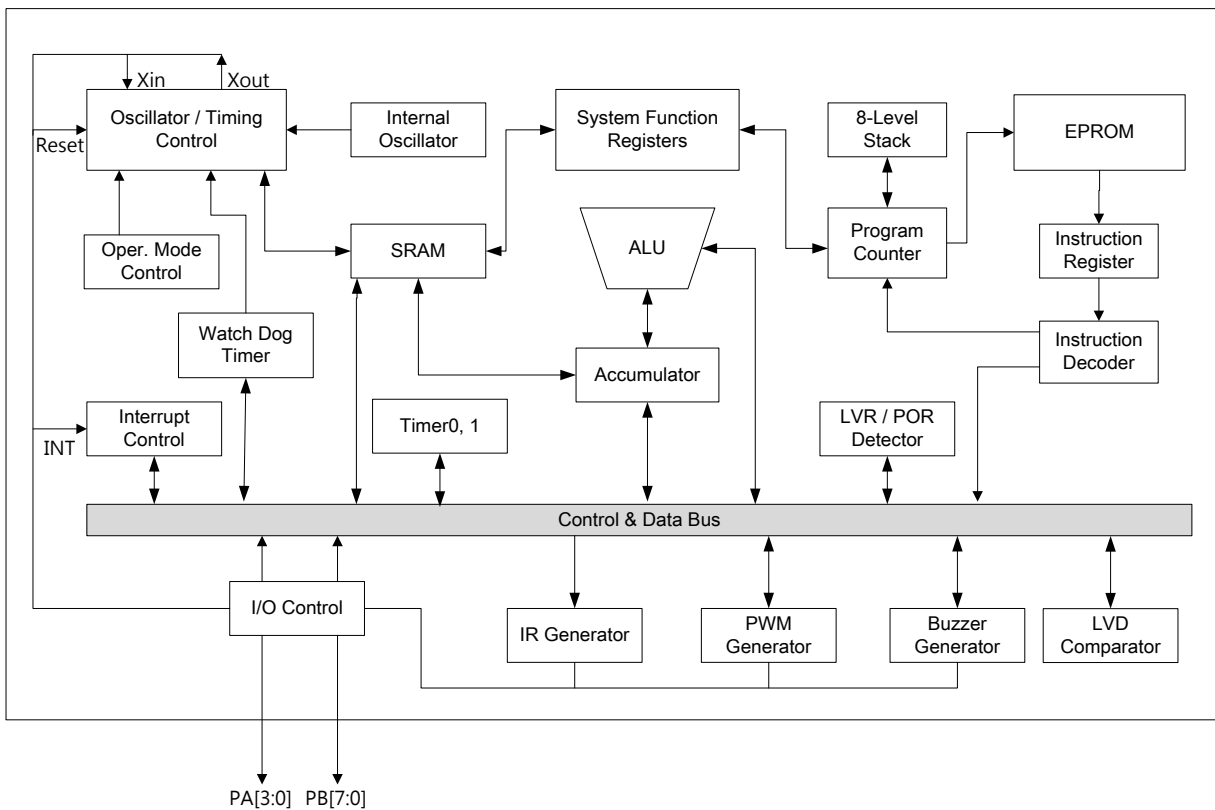 Xin
Xout
Reset
Oscillator / Timing
Control
Internal
Oscillator
System Function
Registers
8-Level
Stack
EPROM
Oper. Mode
Control
SRAM
ALU
Program
Counter
Instruction
Register
Watch Dog
Timer
Accumulator
Instruction
Decoder
INT
Interrupt
Control
Timer0, 1
LVR / POR
Detector
Control & Data Bus
I/O Control
IR Generator
PWM
Generator
Buzzer
Generator
LVD
Comparator
PA[3:0]
PB[7:0]